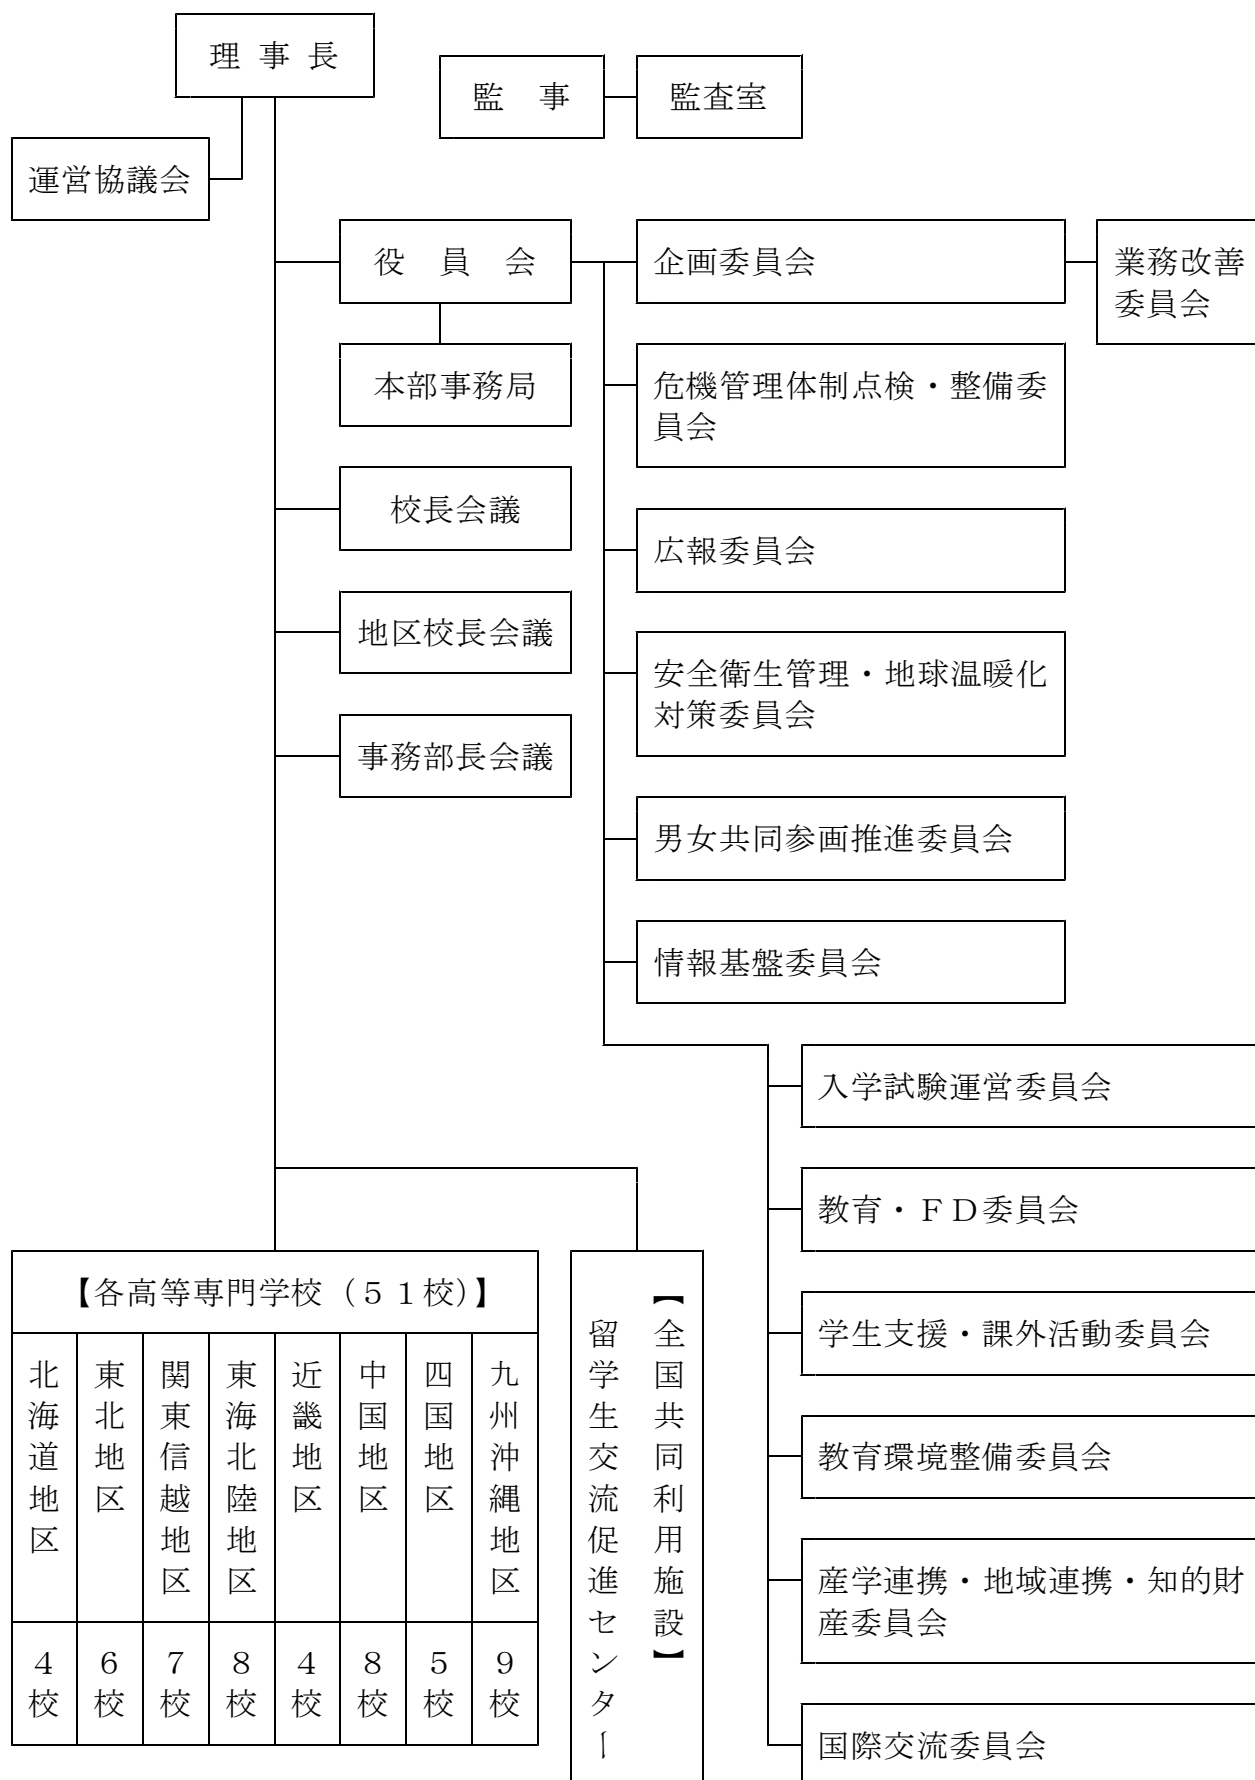 理 事 長
監　事
監査室
運営協議会
役　員　会
企画委員会
業務改善
委員会
本部事務局
危機管理体制点検・整備委
員会
校長会議
広報委員会
地区校長会議
安全衛生管理・地球温暖化
対策委員会
事務部長会議
男女共同参画推進委員会
情報基盤委員会
入学試験運営委員会
教育・ＦＤ委員会
学生支援・課外活動委員会
教育環境整備委員会
産学連携・地域連携・知的財
産委員会
国際交流委員会
【各高等専門学校（５１校）】
北海道地区
４校
東北地区
６校
関東信越地区
７校
東海北陸地区
８校
近畿地区
４校
中国地区
８校
四国地区
５校
九州沖縄地区
９校
【全国共同利用施設】
留学生交流促進センター